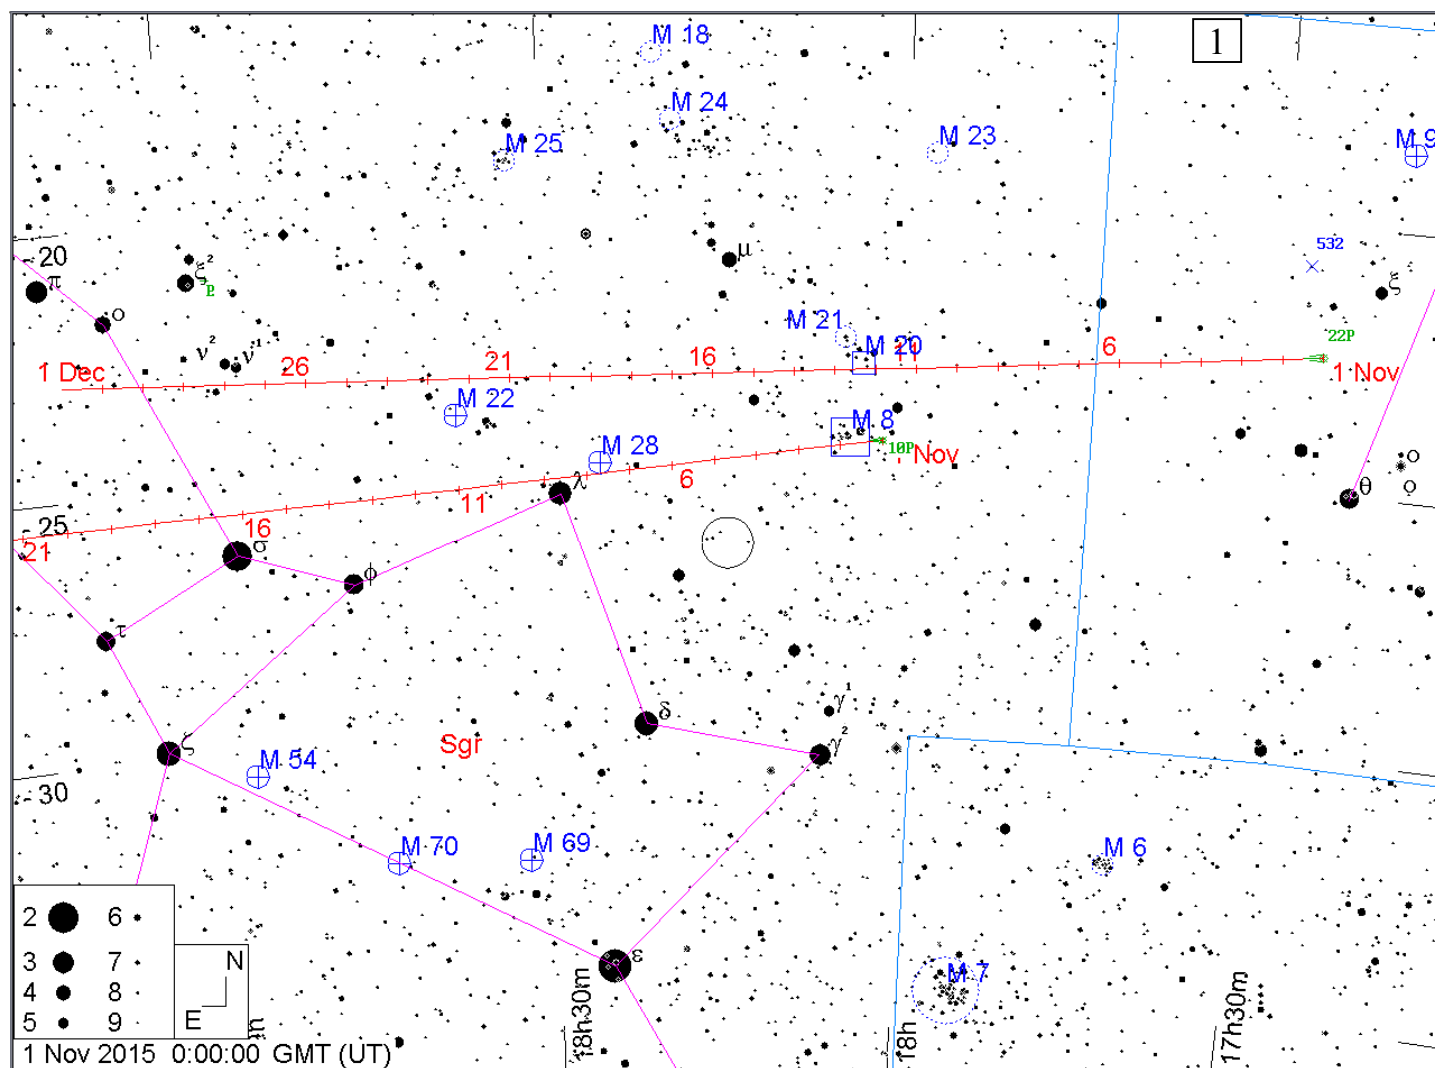 1
M 18
M 24
M 25
M 23
M 9
-20
π
ξ²
P
μ
532
ξ
ο
M 21
ν² ν¹
M 20
22P
1 Dec 26 21 16 11 6 1 Nov
M 22
M 8
10P
Nov
M 28
λ
6
11
16
21
-25
θ
ο
ο
σ
φ
τ
γ¹
δ
γ²
ζ
Sgr
M 54
-30
M 70
M 69
M 6
ε
M 7
2 6
3 7
4 8
5 9
N
E
18h30m
18h
17h30m
1 Nov 2015 0:00:00 GMT (UT)